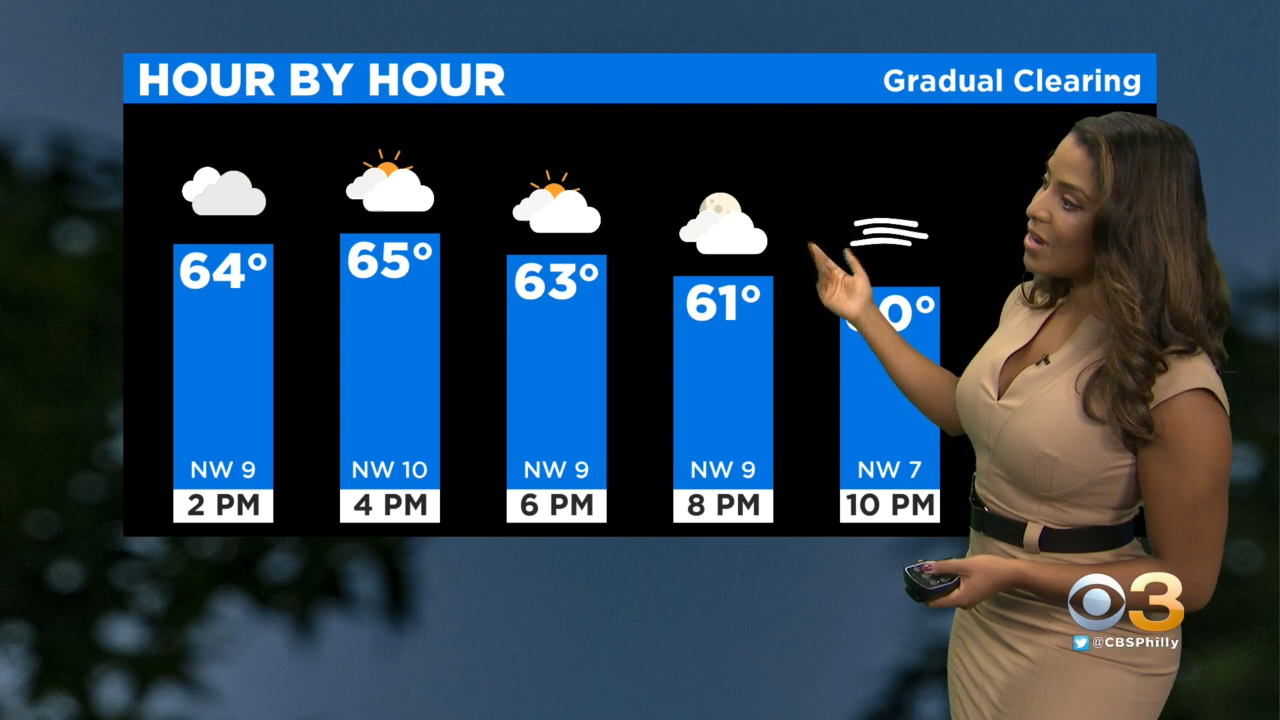 HOUR BY HOUR
Gradual Clearing
64°
65°
63°
61°
NW 9
NW 10
NW 9
NW 9
NW 7
2 PM
4 PM
6 PM
8 PM
10 PM
3
@CBSPhilly